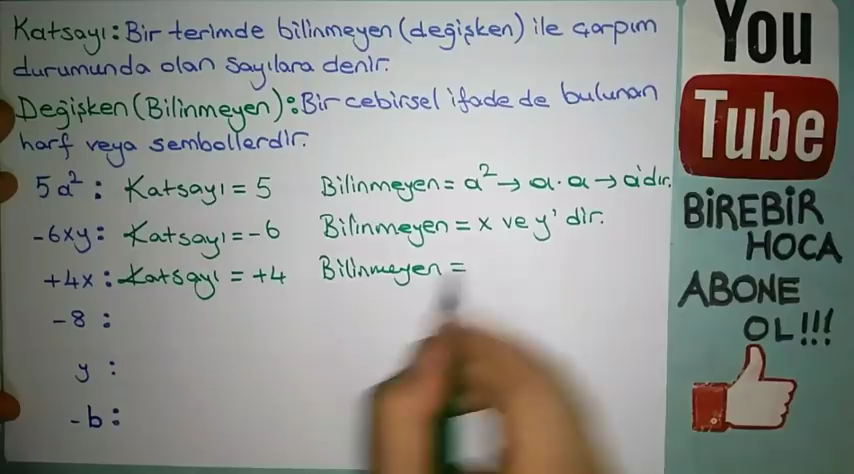 Katsayı: Bir terimde bilinmeyen (değişken) ile çarpım
durumunda olan sayılara denir.
Değişken (Bilinmeyen): Bir cebirsel ifade de bulunan
harf veya sembollerdir.
5a²: Katsayı = 5 Bilinmeyen = a² → a.a → a'dır.
-6xy: Katsayı = -6 Bilinmeyen = x ve y' dir.
+4x: Katsayı = +4 Bilinmeyen =
-8:
y:
-b:
You
Tube
BİREBİR
HOCA
ABONE
OL!!!